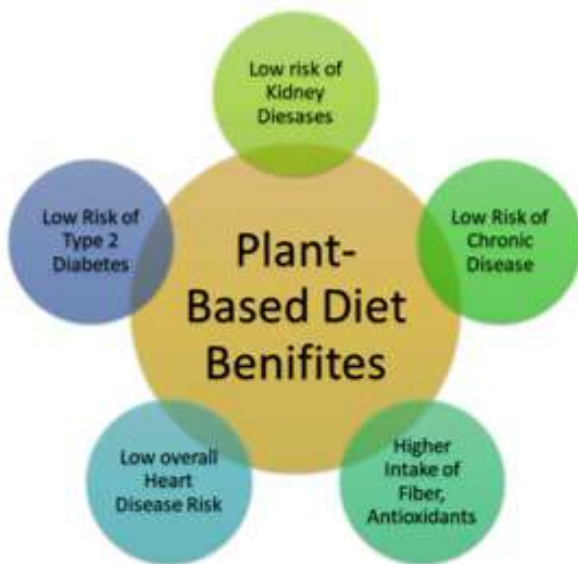 Low risk of
Kidney
Diesases
Low Risk of
Type 2
Diabetes
Plant-
Based Diet
Benifites
Low Risk of
Chronic
Disease
Low overall
Heart
Disease Risk
Higher
Intake of
Fiber,
Antioxidants